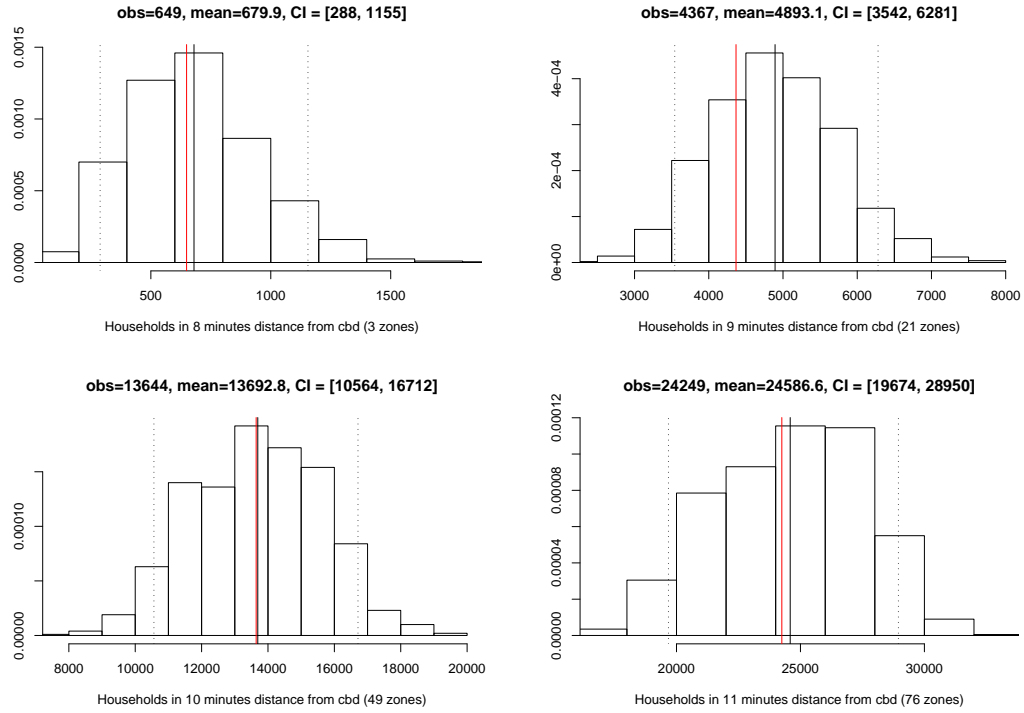 obs=649, mean=679.9, CI = [288, 1155]
0.0015
0.0010
0.0005
0.0000
500 1000 1500
Households in 8 minutes distance from cbd (3 zones)
obs=4367, mean=4893.1, CI = [3542, 6281]
4e−04
2e−04
0e+00
3000 4000 5000 6000 7000 8000
Households in 9 minutes distance from cbd (21 zones)
obs=13644, mean=13692.8, CI = [10564, 16712]
0.00010
0.00000
8000 10000 12000 14000 16000 18000 20000
Households in 10 minutes distance from cbd (49 zones)
obs=24249, mean=24586.6, CI = [19674, 28950]
0.00012
0.00008
0.00004
0.00000
20000 25000 30000
Households in 11 minutes distance from cbd (76 zones)